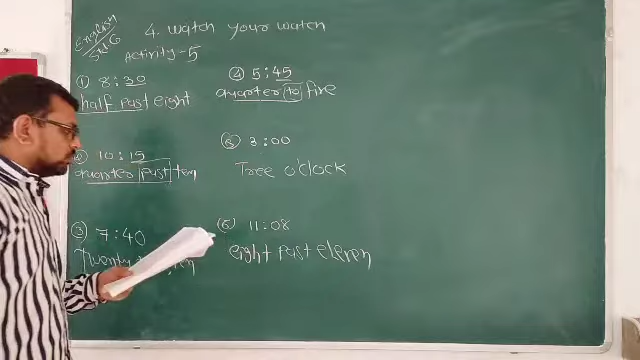 English
Std 6
4. Watch your watch
Activity-5
① 8:30
half past eight
② 10:15
quarter past ten
③ 7:40
Twenty
④ 5:45
quarter to five
⑤ 3:00
Tree o'clock
⑥ 11:08
eight past eleven